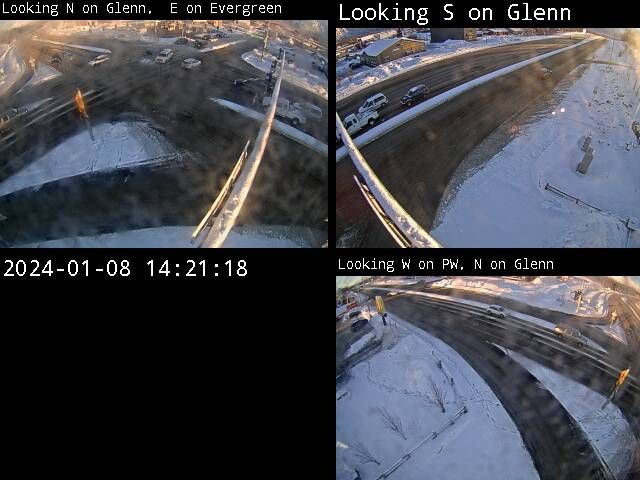 Looking N on Glenn, E on Evergreen
Looking S on Glenn
2024-01-08 14:21:18
Looking W on PW, N on Glenn